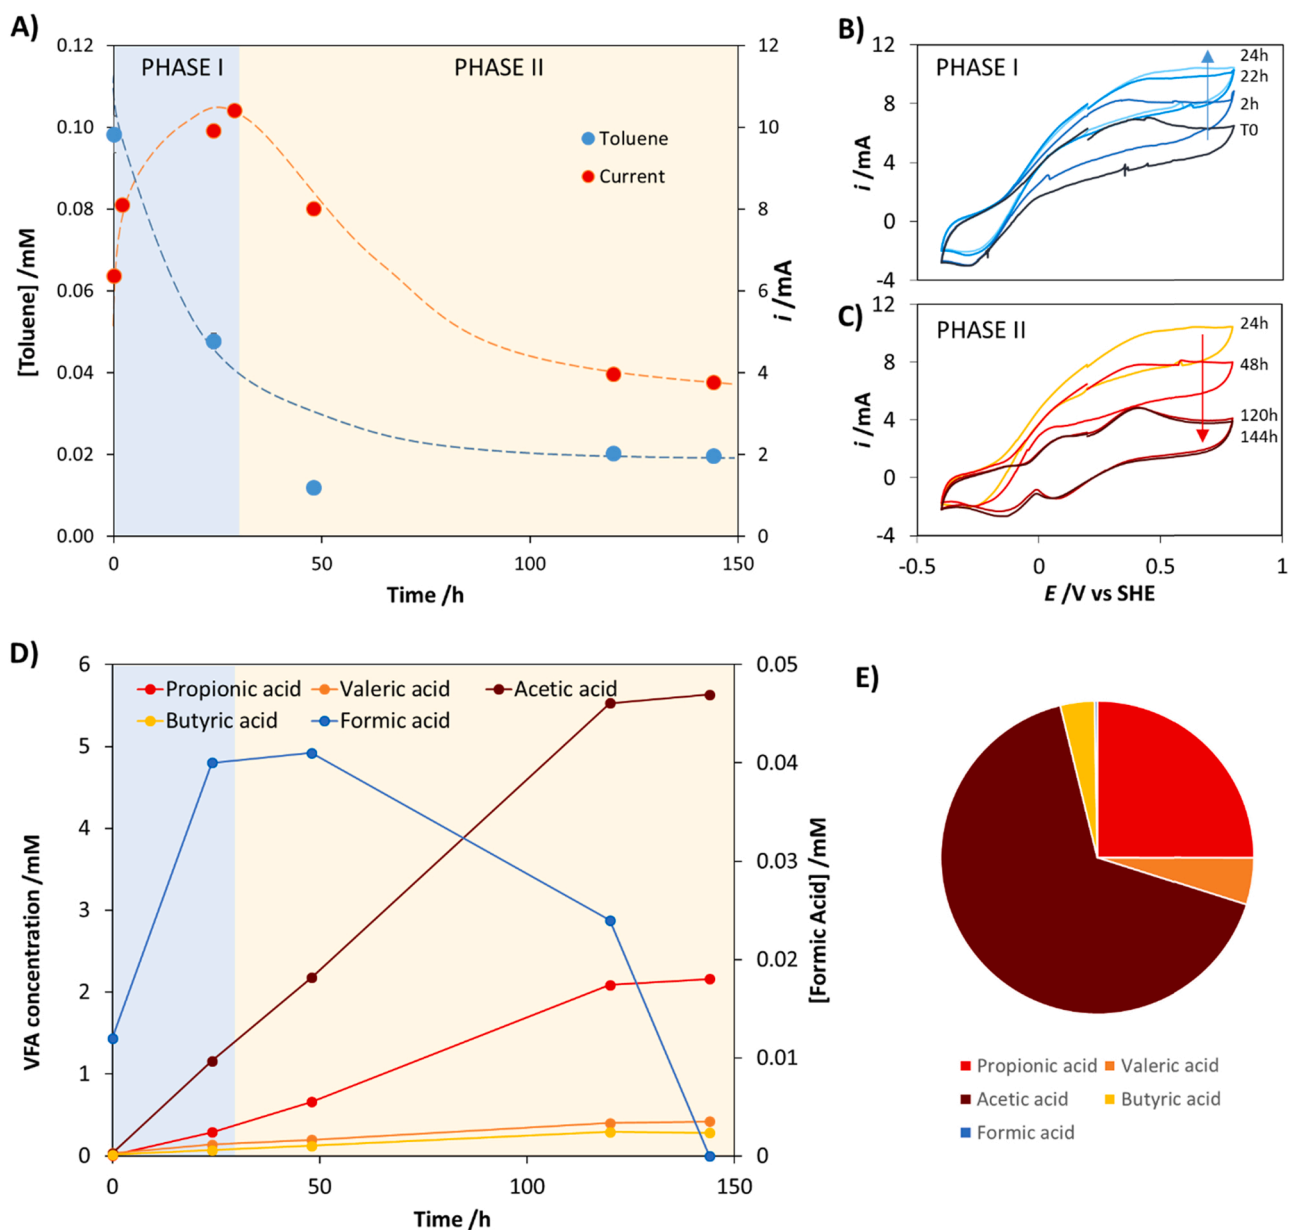 A)
0.12
0.10
0.08
0.06
0.04
0.02
0.00
[Toluene] /mM
PHASE I
PHASE II
Toluene
Current
12
10
8
6
4
2
0
i /mA
0
50
100
150
Time /h
B)
12
8
4
0
-4
i /mA
PHASE I
24h
22h
2h
T0
C)
12
8
4
0
-4
i /mA
PHASE II
24h
48h
120h
144h
-0.5
0
0.5
1
E /V vs SHE
D)
6
5
4
3
2
1
0
VFA concentration /mM
Propionic acid Valeric acid Acetic acid
Butyric acid Formic acid
0.05
0.04
0.03
0.02
0.01
0
[Formic Acid] /mM
0
50
100
150
Time /h
E)
Propionic acid Valeric acid
Acetic acid Butyric acid
Formic acid